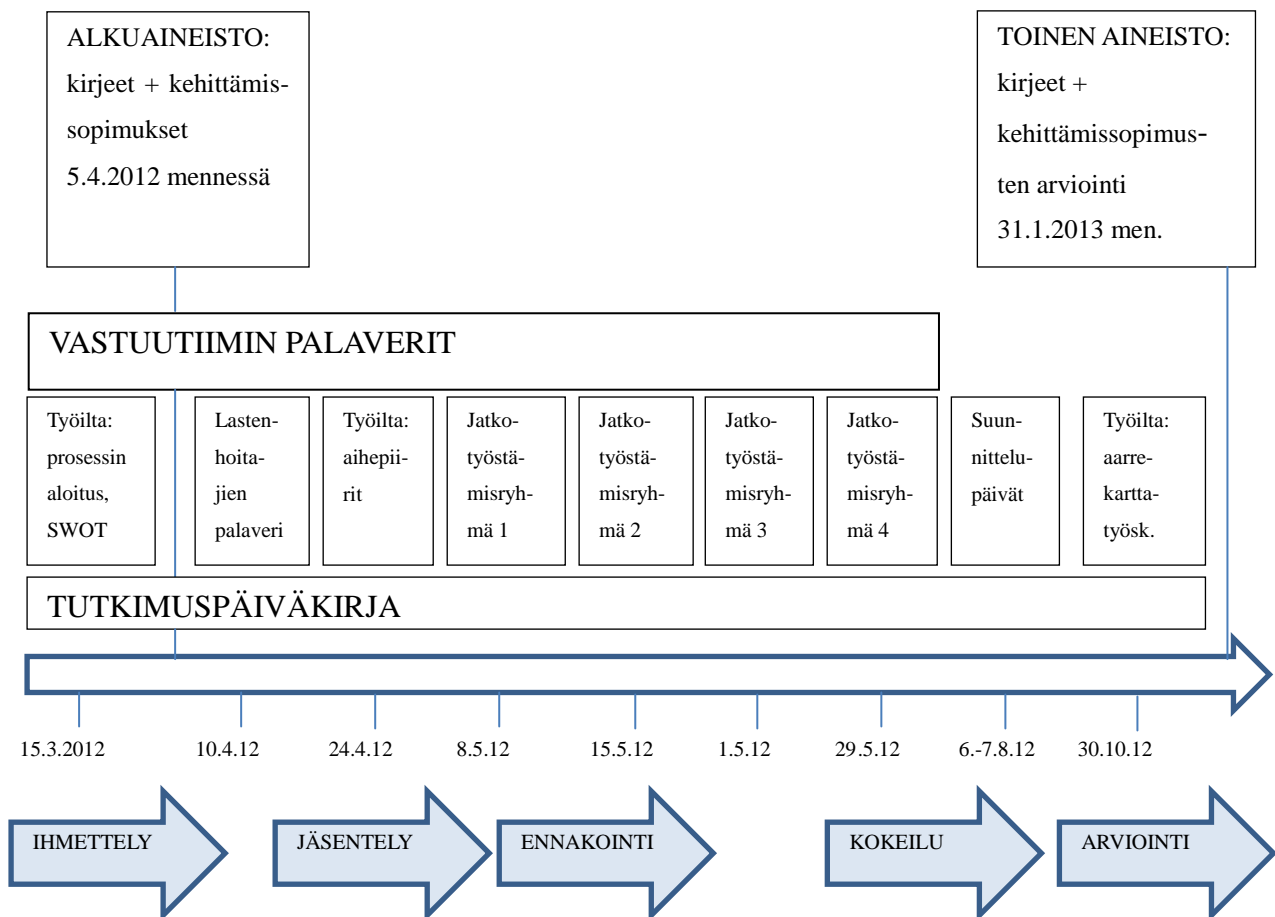 ALKUAINEISTO:
kirjeet + kehittämis-
sopimukset
5.4.2012 mennessä
TOINEN AINEISTO:
kirjeet +
kehittämissopimus-
ten arviointi
31.1.2013 men.
VASTUUTIIMIN PALAVERIT
Työilta:
prosessin
aloitus,
SWOT
Lasten-
hoita-
jien
palaveri
Työilta:
aihepii-
rit
Jatko-
työstä-
misryh-
mä 1
Jatko-
työstä-
misryh-
mä 2
Jatko-
työstä-
misryh-
mä 3
Jatko-
työstä-
misryh-
mä 4
Suun-
nittelu-
päivät
Työilta:
aarre-
kartta-
työsk.
TUTKIMUSPÄIVÄKIRJA
15.3.2012
10.4.12
24.4.12
8.5.12
15.5.12
1.5.12
29.5.12
6.-7.8.12
30.10.12
IHMETTELY
JÄSENTELY
ENNAKOINTI
KOKEILU
ARVIOINTI